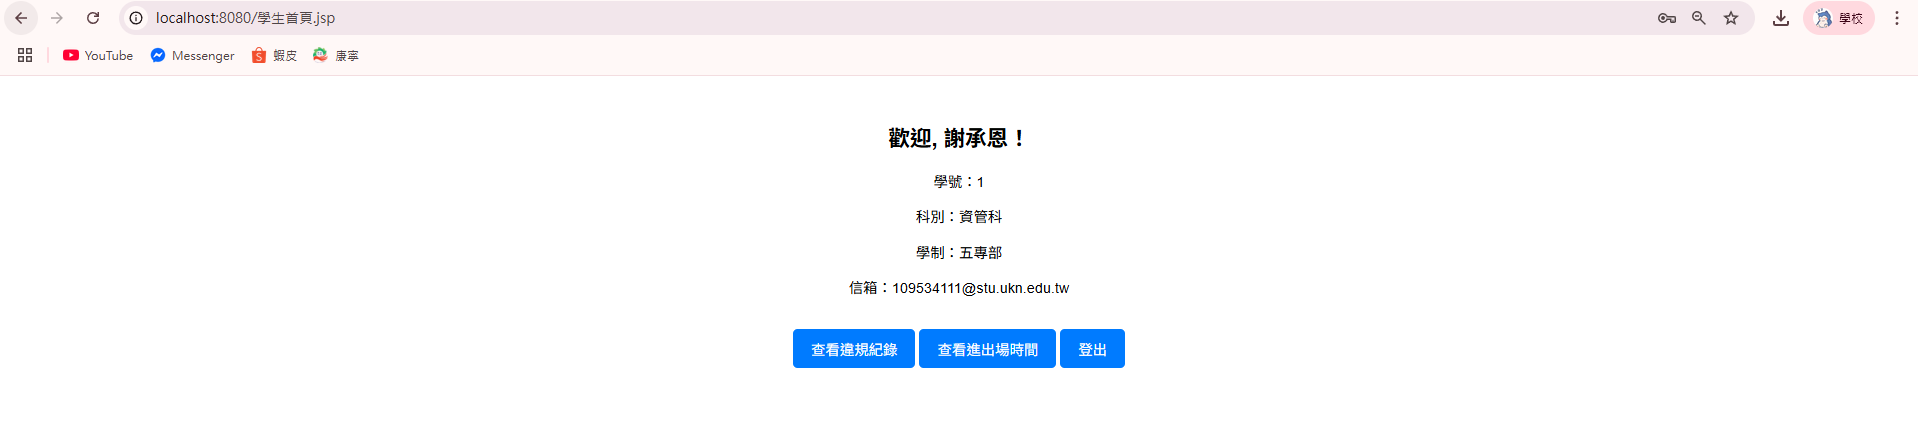 localhost:8080/學生首頁.jsp
學校
YouTube Messenger 蝦皮 康寧
歡迎, 謝承恩！
學號：1
科別：資管科
學制：五專部
信箱：109534111@stu.ukn.edu.tw
查看違規紀錄 查看進出場時間 登出